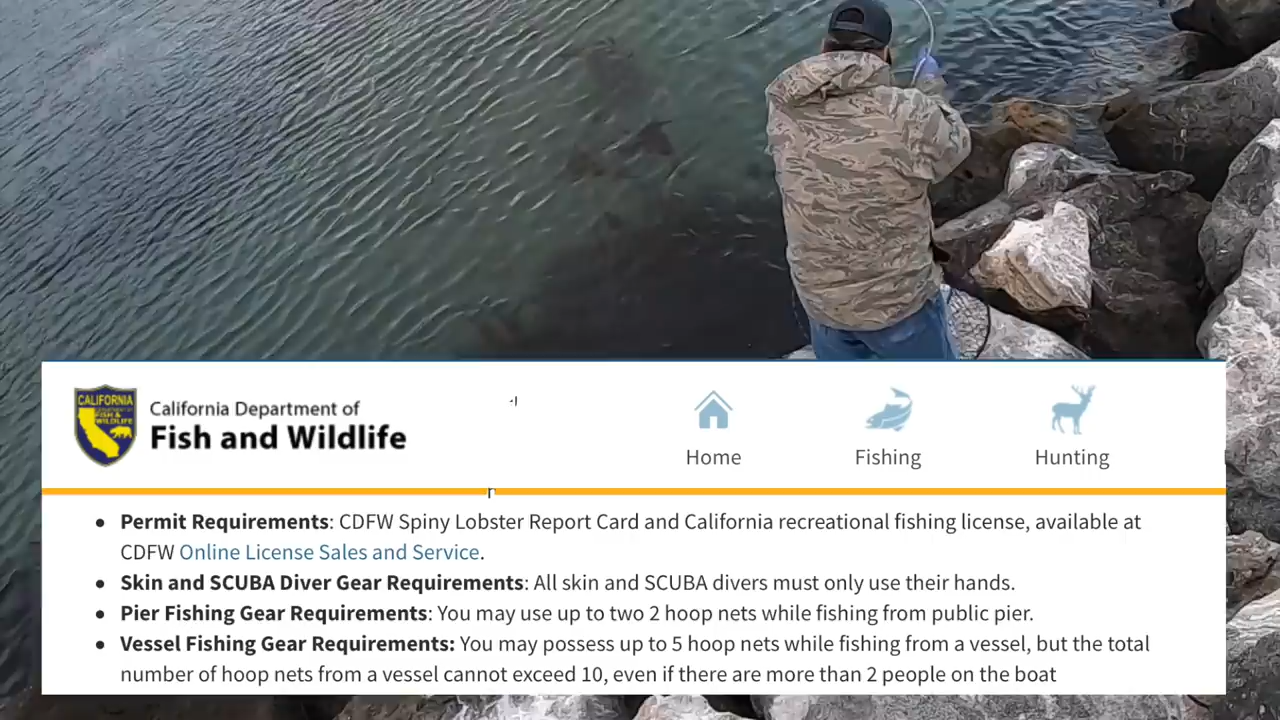 CALIFORNIA
FISH &
WILDLIFE
California Department of
Fish and Wildlife
Home
Fishing
Hunting
• Permit Requirements: CDFW Spiny Lobster Report Card and California recreational fishing license, available at
CDFW Online License Sales and Service.
• Skin and SCUBA Diver Gear Requirements: All skin and SCUBA divers must only use their hands.
• Pier Fishing Gear Requirements: You may use up to two 2 hoop nets while fishing from public pier.
• Vessel Fishing Gear Requirements: You may possess up to 5 hoop nets while fishing from a vessel, but the total
number of hoop nets from a vessel cannot exceed 10, even if there are more than 2 people on the boat